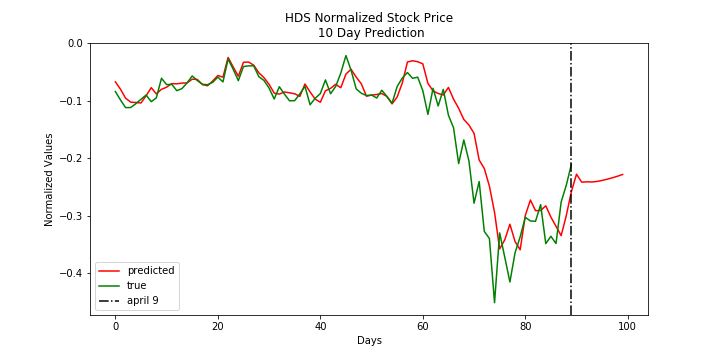 HDS Normalized Stock Price
10 Day Prediction
0.0
−0.1
−0.2
−0.3
−0.4
Normalized Values
predicted
true
april 9
0
20
40
60
80
100
Days